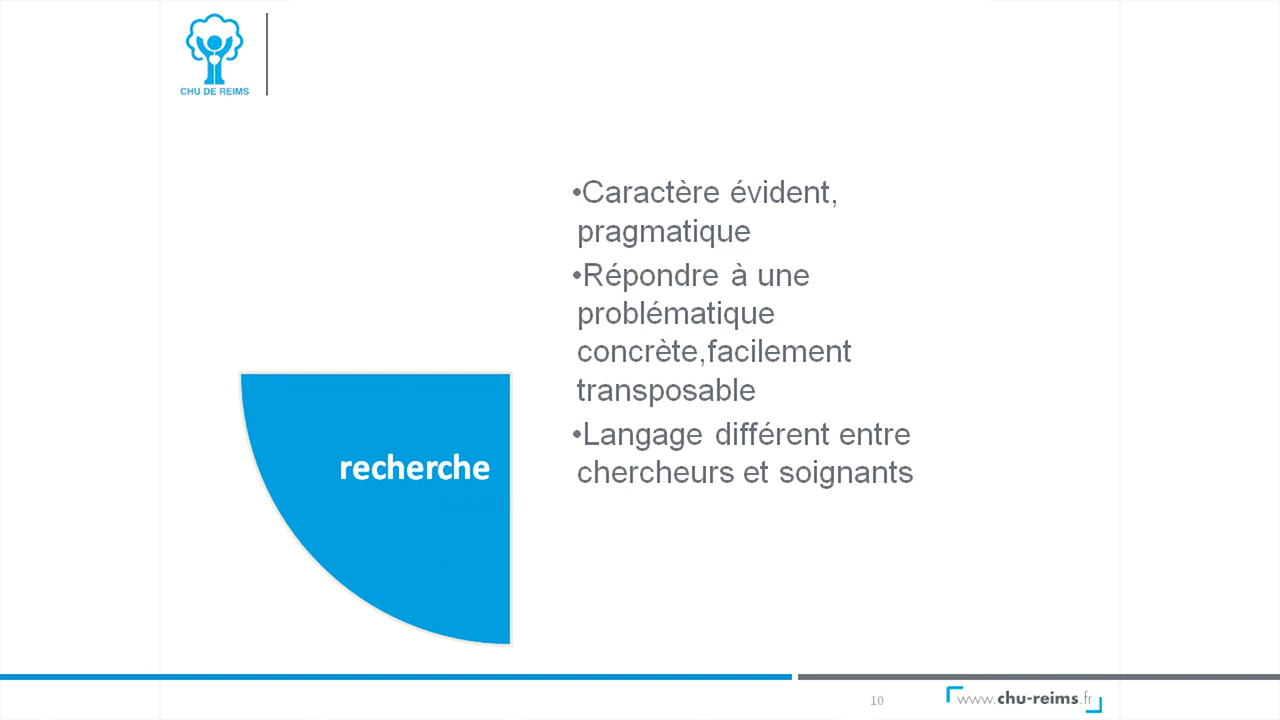 CHU DE REIMS
•Caractère évident,
pragmatique
•Répondre à une
problématique
concrète,facilement
transposable
•Langage différent entre
chercheurs et soignants
recherche
10
www.chu-reims.fr